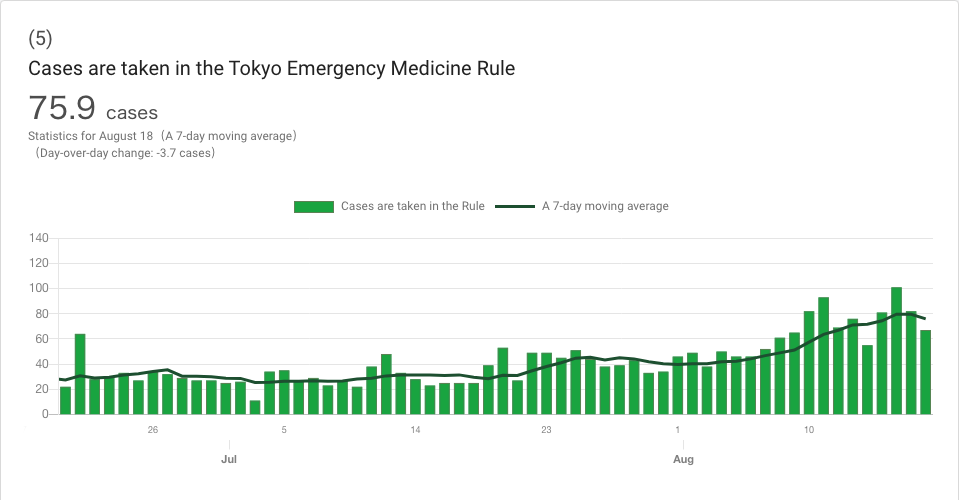 (5)
Cases are taken in the Tokyo Emergency Medicine Rule
75.9 cases
Statistics for August 18（A 7-day moving average）
（Day-over-day change: -3.7 cases）
Cases are taken in the Rule A 7-day moving average
140
120
100
80
60
40
20
0
26 5 14 23 1 10
Jul Aug